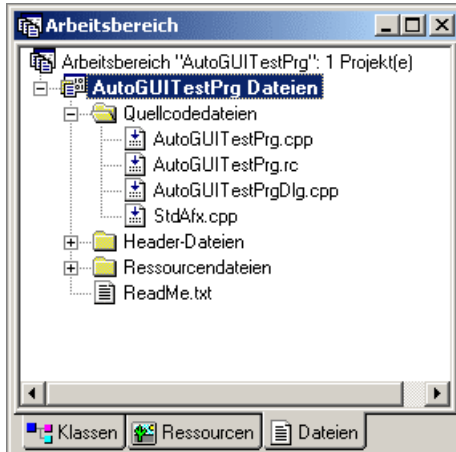 Arbeitsbereich
Arbeitsbereich "AutoGUITestPrg": 1 Projekt(e)
AutoGUITestPrg Dateien
Quellcodedateien
AutoGUITestPrg.cpp
AutoGUITestPrg.rc
AutoGUITestPrgDlg.cpp
StdAfx.cpp
Header-Dateien
Ressourcendateien
ReadMe.txt
Klassen Ressourcen Dateien